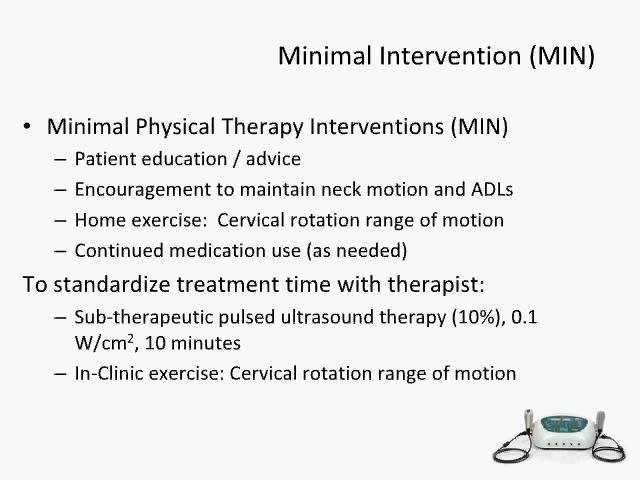 Minimal Intervention (MIN)
• Minimal Physical Therapy Interventions (MIN)
– Patient education / advice
– Encouragement to maintain neck motion and ADLs
– Home exercise:  Cervical rotation range of motion
– Continued medication use (as needed)
To standardize treatment time with therapist:
– Sub-therapeutic pulsed ultrasound therapy (10%), 0.1
W/cm², 10 minutes
– In-Clinic exercise: Cervical rotation range of motion